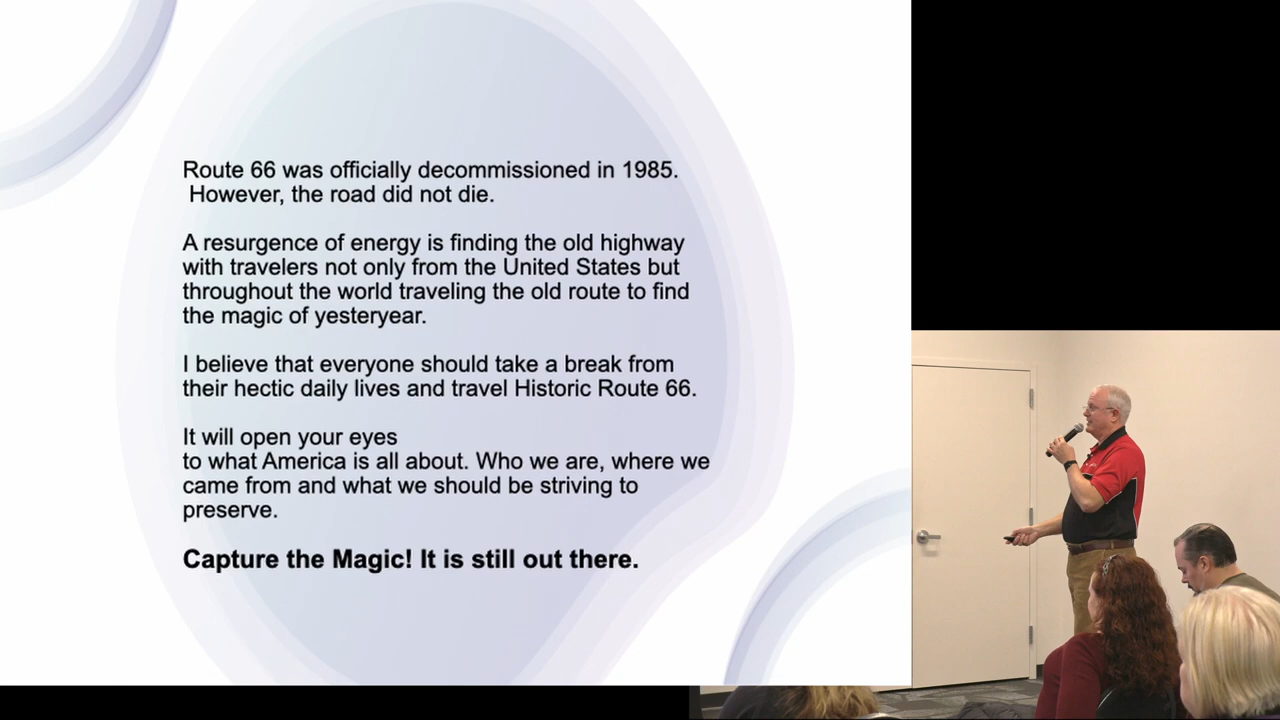 Route 66 was officially decommissioned in 1985.
However, the road did not die.
A resurgence of energy is finding the old highway
with travelers not only from the United States but
throughout the world traveling the old route to find
the magic of yesteryear.
I believe that everyone should take a break from
their hectic daily lives and travel Historic Route 66.
It will open your eyes
to what America is all about. Who we are, where we
came from and what we should be striving to
preserve.
Capture the Magic! It is still out there.